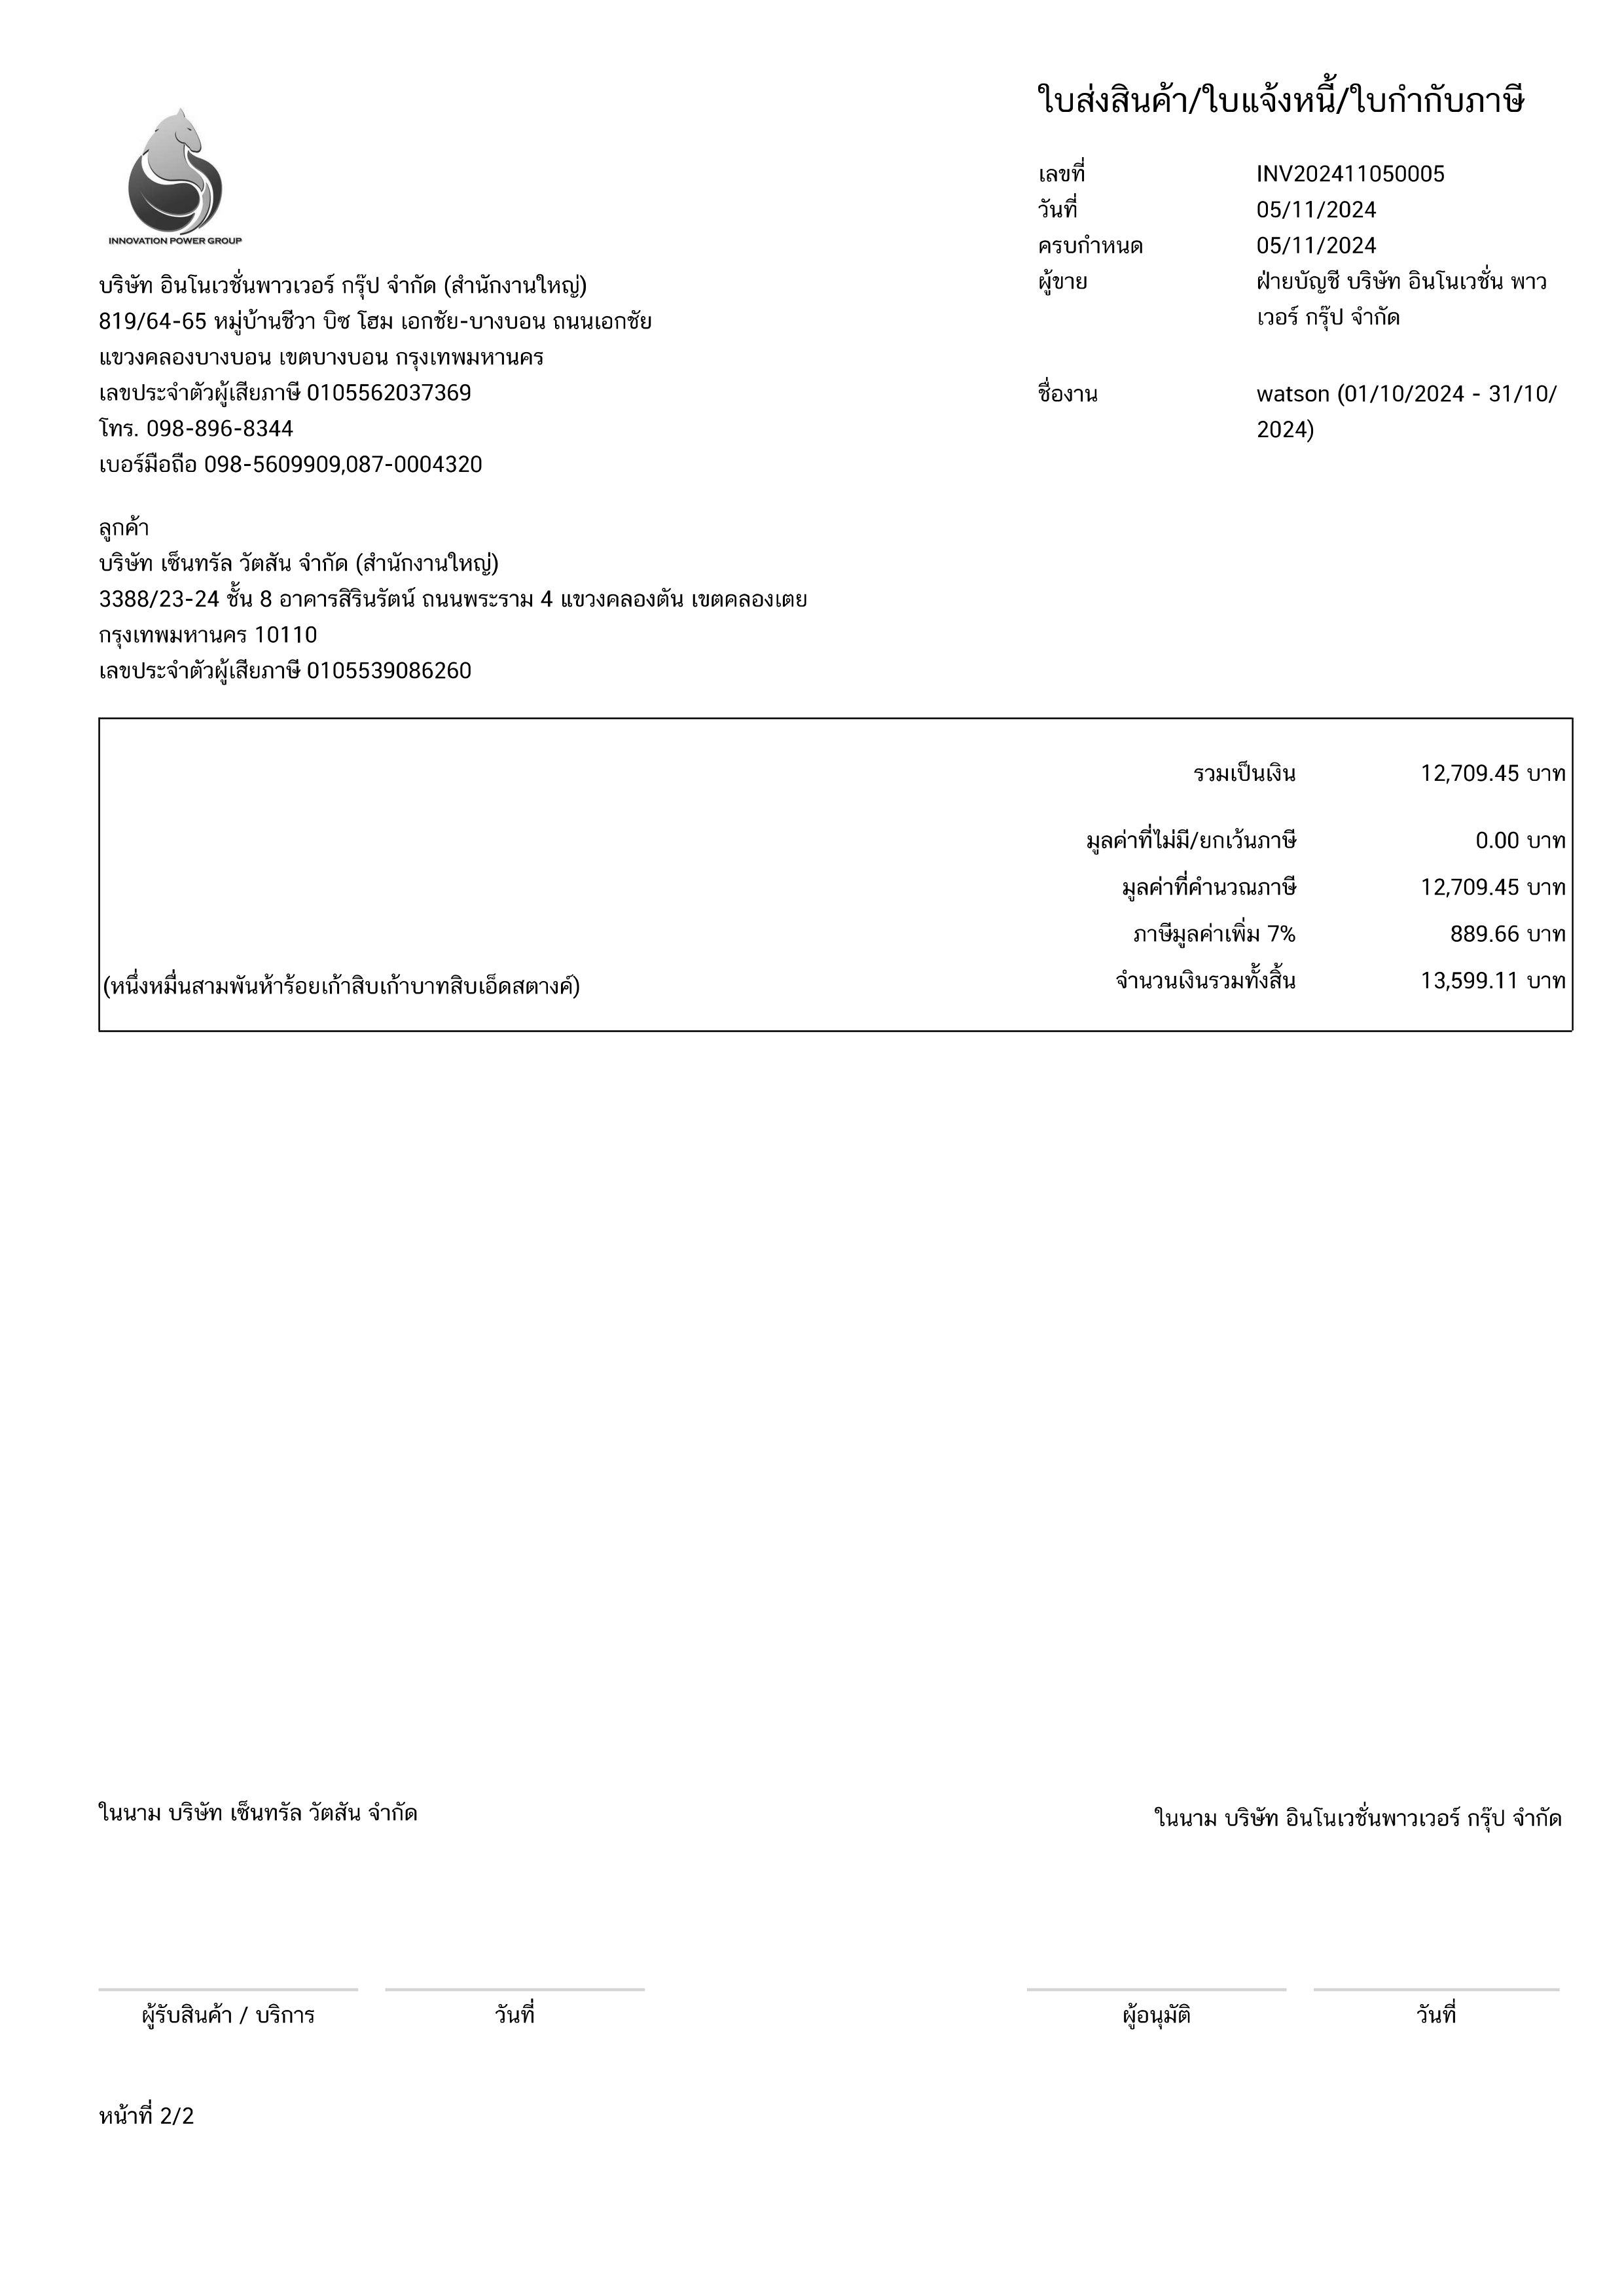 ใบส่งสินค้า/ใบแจ้งหนี้/ใบกำกับภาษี
INNOVATION POWER GROUP
เลขที่ INV202411050005
วันที่ 05/11/2024
ครบกำหนด 05/11/2024
ผู้ขาย ฝ่ายบัญชี บริษัท อินโนเวชั่น พาว
เวอร์ กรุ๊ป จำกัด
ชื่องาน watson (01/10/2024 - 31/10/
2024)
บริษัท อินโนเวชั่นพาวเวอร์ กรุ๊ป จำกัด (สำนักงานใหญ่)
819/64-65 หมู่บ้านชีวา บิซ โฮม เอกชัย-บางบอน ถนนเอกชัย
แขวงคลองบางบอน เขตบางบอน กรุงเทพมหานคร
เลขประจำตัวผู้เสียภาษี 0105562037369
โทร. 098-896-8344
เบอร์มือถือ 098-5609909,087-0004320
ลูกค้า
บริษัท เซ็นทรัล วัตสัน จำกัด (สำนักงานใหญ่)
3388/23-24 ชั้น 8 อาคารสิรินรัตน์ ถนนพระราม 4 แขวงคลองตัน เขตคลองเตย
กรุงเทพมหานคร 10110
เลขประจำตัวผู้เสียภาษี 0105539086260
รวมเป็นเงิน 12,709.45 บาท
มูลค่าที่ไม่มี/ยกเว้นภาษี 0.00 บาท
มูลค่าที่คำนวณภาษี 12,709.45 บาท
ภาษีมูลค่าเพิ่ม 7% 889.66 บาท
(หนึ่งหมื่นสามพันห้าร้อยเก้าสิบเก้าบาทสิบเอ็ดสตางค์) จำนวนเงินรวมทั้งสิ้น 13,599.11 บาท
ในนาม บริษัท เซ็นทรัล วัตสัน จำกัด ในนาม บริษัท อินโนเวชั่นพาวเวอร์ กรุ๊ป จำกัด
ผู้รับสินค้า / บริการ วันที่ ผู้อนุมัติ วันที่
หน้าที่ 2/2